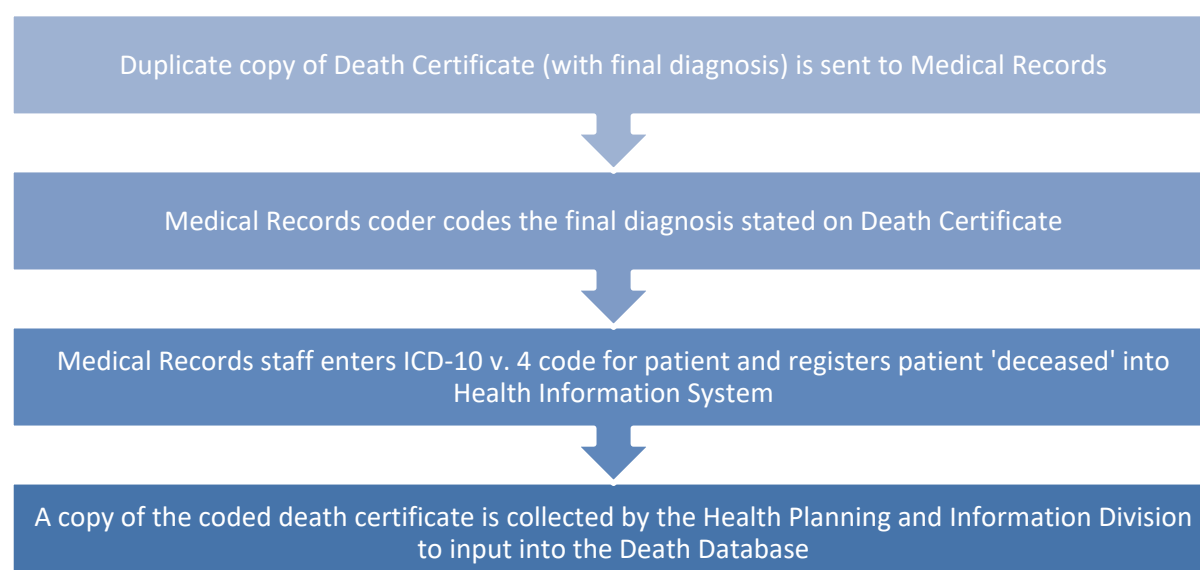 Duplicate copy of Death Certificate (with final diagnosis) is sent to Medical Records
Medical Records coder codes the final diagnosis stated on Death Certificate
Medical Records staff enters ICD-10 v. 4 code for patient and registers patient 'deceased' into
Health Information System
A copy of the coded death certificate is collected by the Health Planning and Information Division
to input into the Death Database